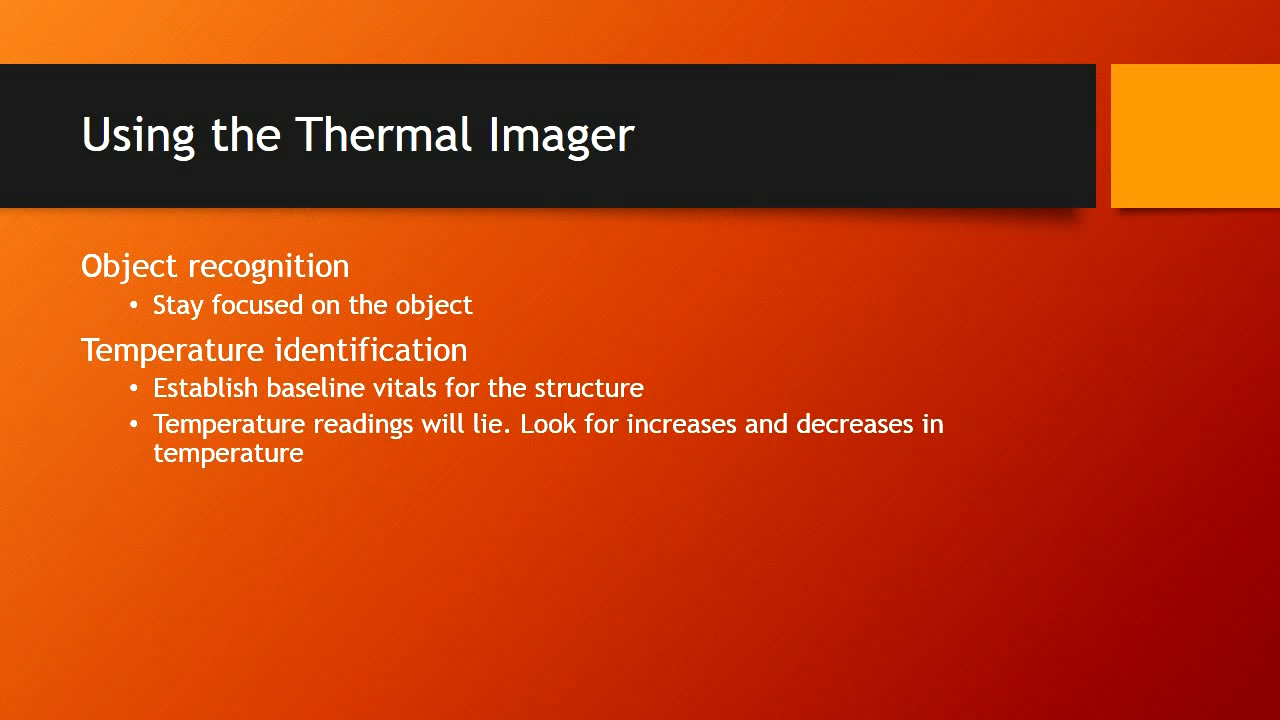 Using the Thermal Imager
Object recognition
• Stay focused on the object
Temperature identification
• Establish baseline vitals for the structure
• Temperature readings will lie. Look for increases and decreases in
temperature